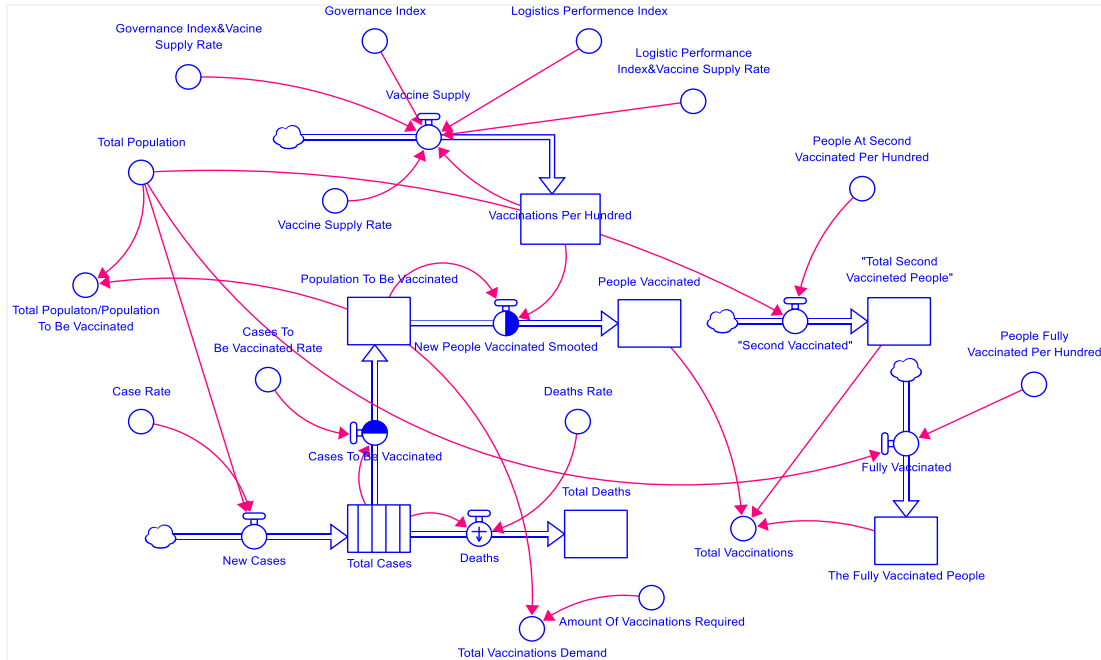 Governance Index
Logistics Performence Index
Governance Index&Vacine
Supply Rate
Logistic Performance
Index&Vaccine Supply Rate
Vaccine Supply
Total Population
People At Second
Vaccinated Per Hundred
Vaccine Supply Rate
Vaccinations Per Hundred
"Total Second
Vaccineted People"
Population To Be Vaccinated
People Vaccinated
Total Populaton/Population
To Be Vaccinated
Cases To
Be Vaccinated Rate
New People Vaccinated Smooted
"Second Vaccinated"
People Fully
Vaccinated Per Hundred
Case Rate
Deaths Rate
Cases To Be Vaccinated
Fully Vaccinated
Total Deaths
New Cases
Total Cases
Deaths
Total Vaccinations
The Fully Vaccinated People
Amount Of Vaccinations Required
Total Vaccinations Demand